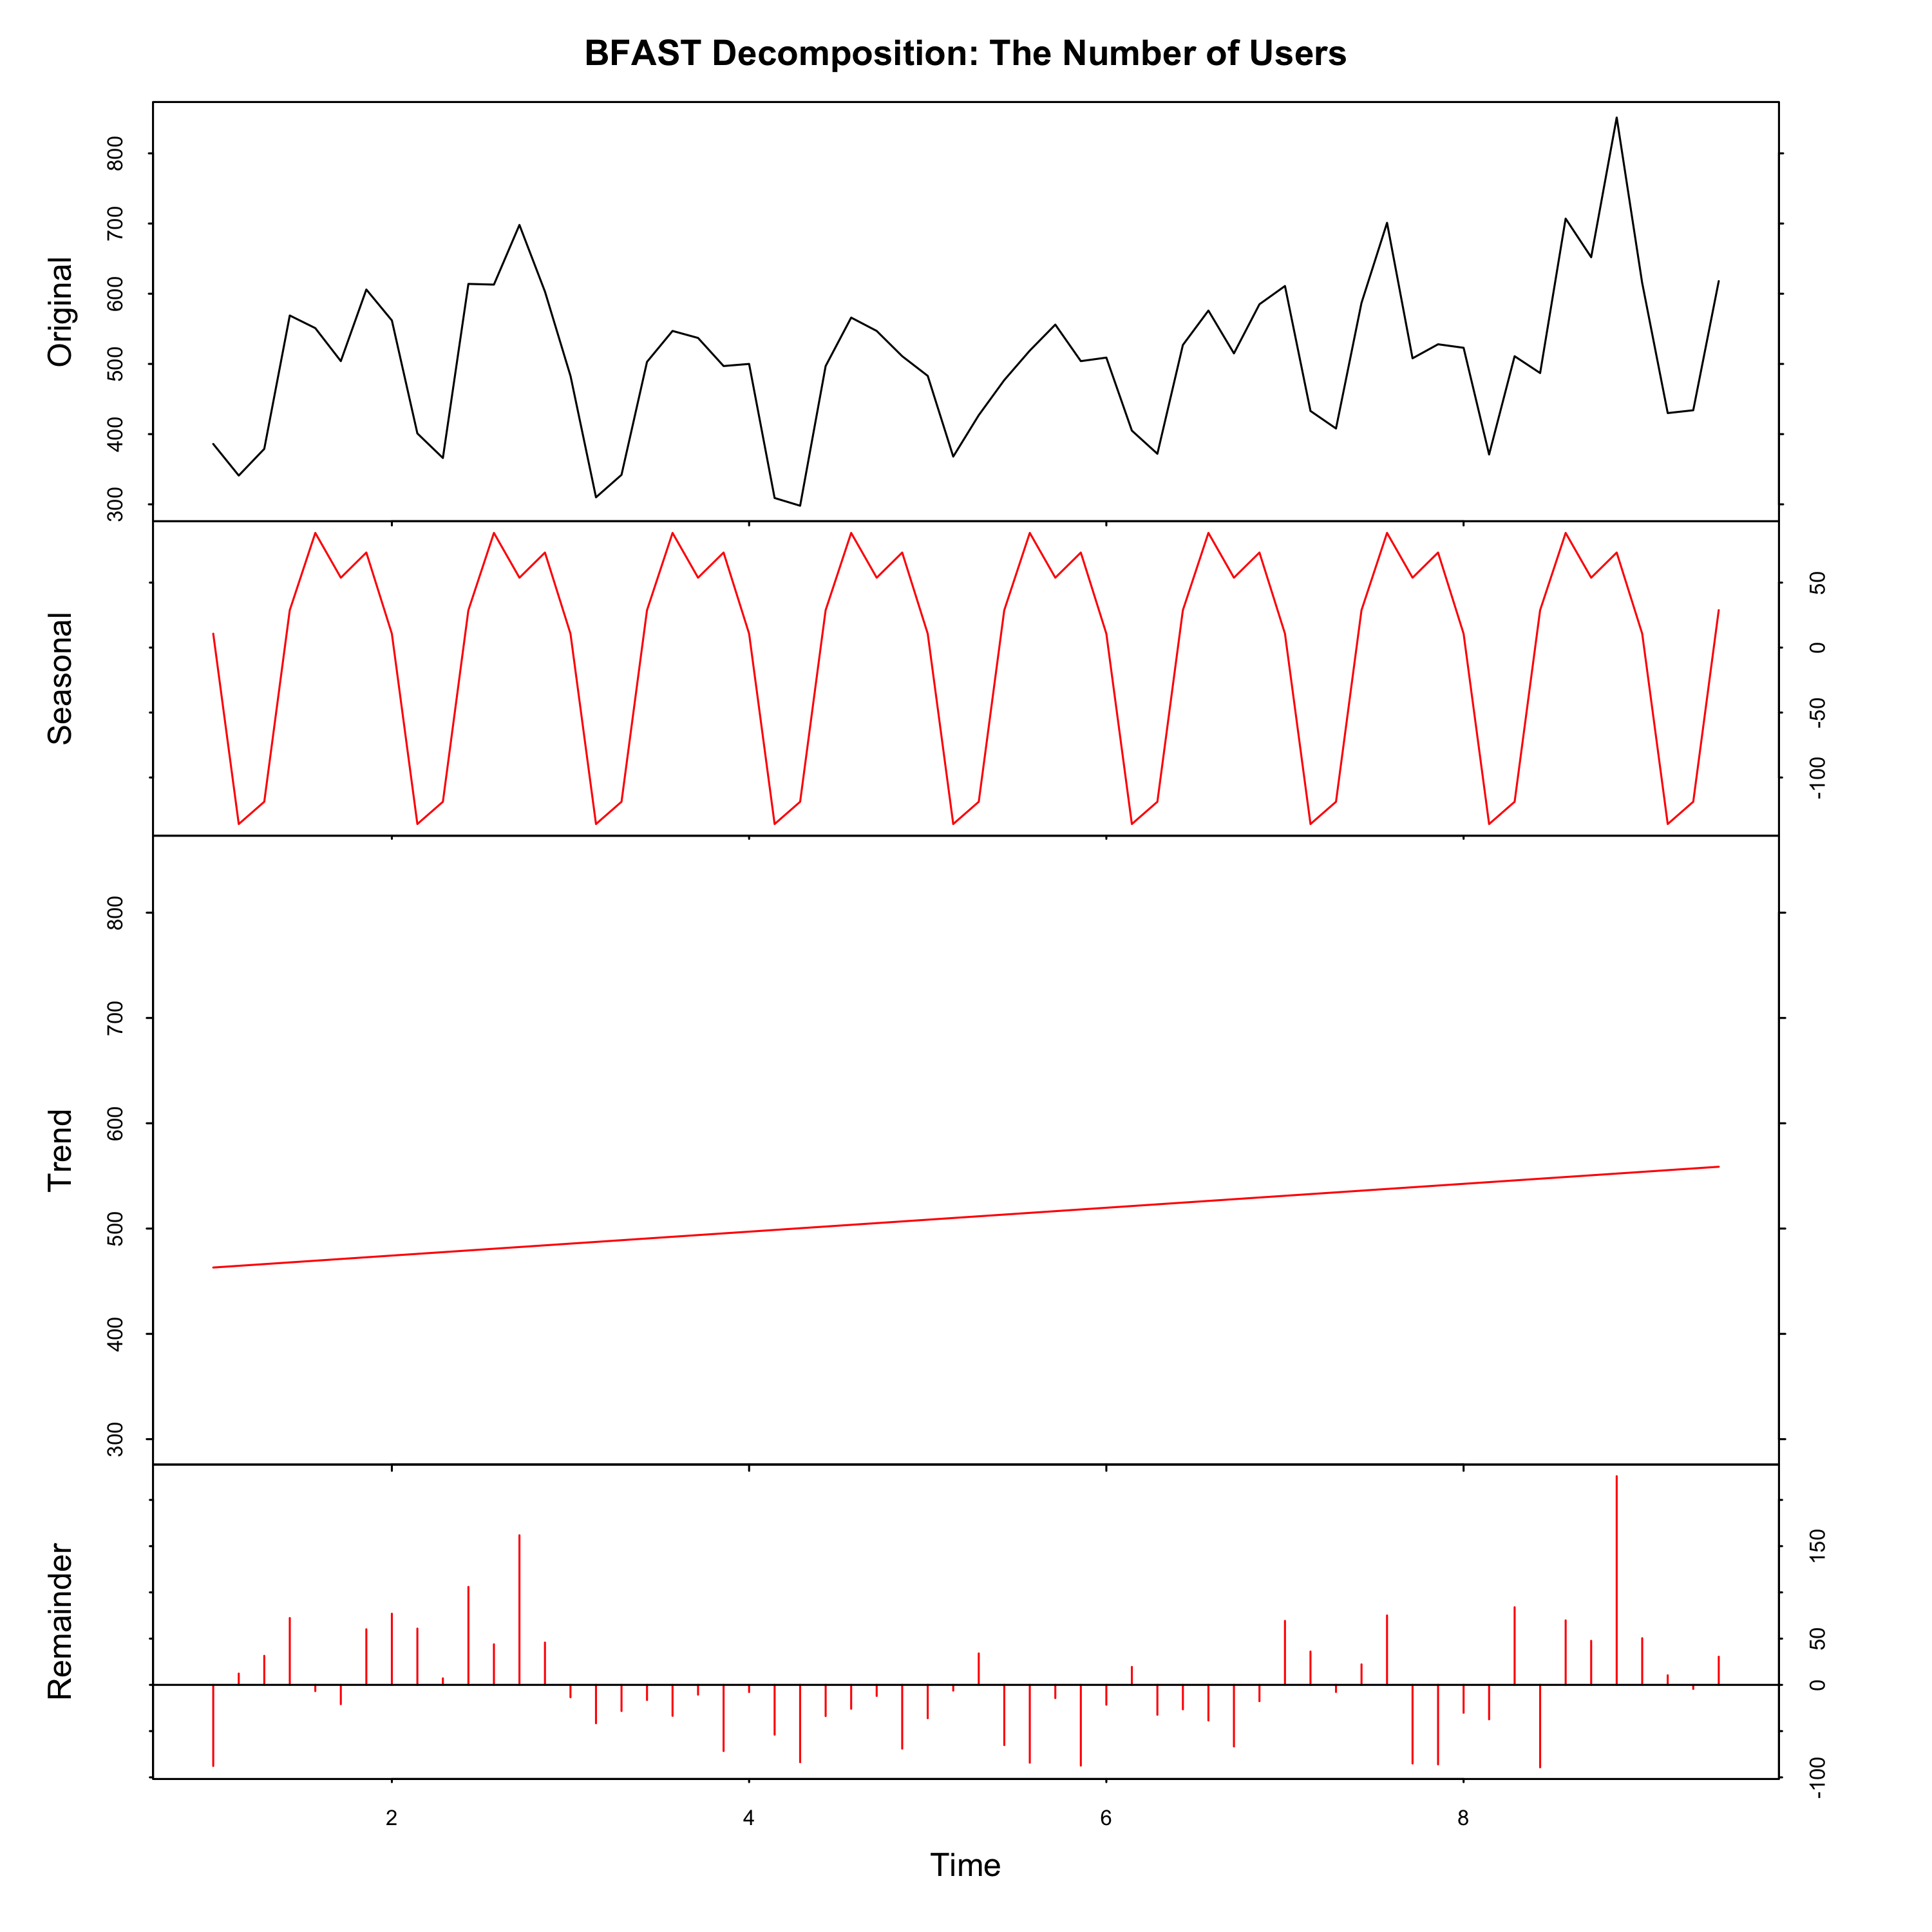 BFAST Decomposition: The Number of Users
Original
300 400 500 600 700 800
Seasonal
-100 -50 0 50
Trend
300 400 500 600 700 800
Remainder
-100 0 50 150
2 4 6 8
Time